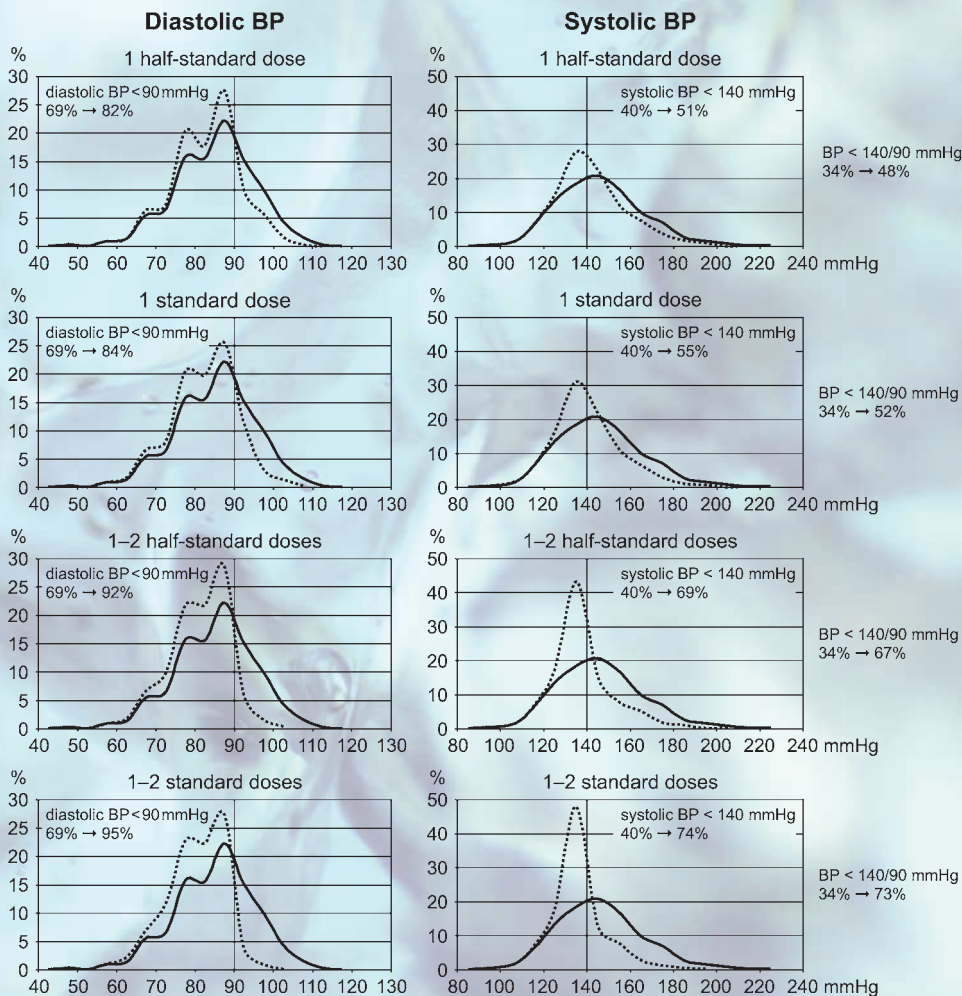 Diastolic BP
Systolic BP
%
1 half-standard dose
30
25
20
15
10
5
0
diastolic BP<90 mmHg
69% → 82%
40 50 60 70 80 90 100 110 120 130
1 half-standard dose
50
40
30
20
10
0
systolic BP < 140 mmHg
40% → 51%
80 100 120 140 160 180 200 220 240 mmHg
BP < 140/90 mmHg
34% → 48%
%
1 standard dose
30
25
20
15
10
5
0
diastolic BP<90 mmHg
69% → 84%
40 50 60 70 80 90 100 110 120 130
%
1 standard dose
50
40
30
20
10
0
systolic BP < 140 mmHg
40% → 55%
80 100 120 140 160 180 200 220 240 mmHg
BP < 140/90 mmHg
34% → 52%
%
1–2 half-standard doses
30
25
20
15
10
5
0
diastolic BP<90 mmHg
69% → 92%
40 50 60 70 80 90 100 110 120 130
%
1–2 half-standard doses
50
40
30
20
10
0
systolic BP < 140 mmHg
40% → 69%
80 100 120 140 160 180 200 220 240 mmHg
BP < 140/90 mmHg
34% → 67%
%
1–2 standard doses
30
25
20
15
10
5
0
diastolic BP<90 mmHg
69% → 95%
40 50 60 70 80 90 100 110 120 130
%
1–2 standard doses
50
40
30
20
10
0
systolic BP < 140 mmHg
40% → 74%
80 100 120 140 160 180 200 220 240 mmHg
BP < 140/90 mmHg
34% → 73%